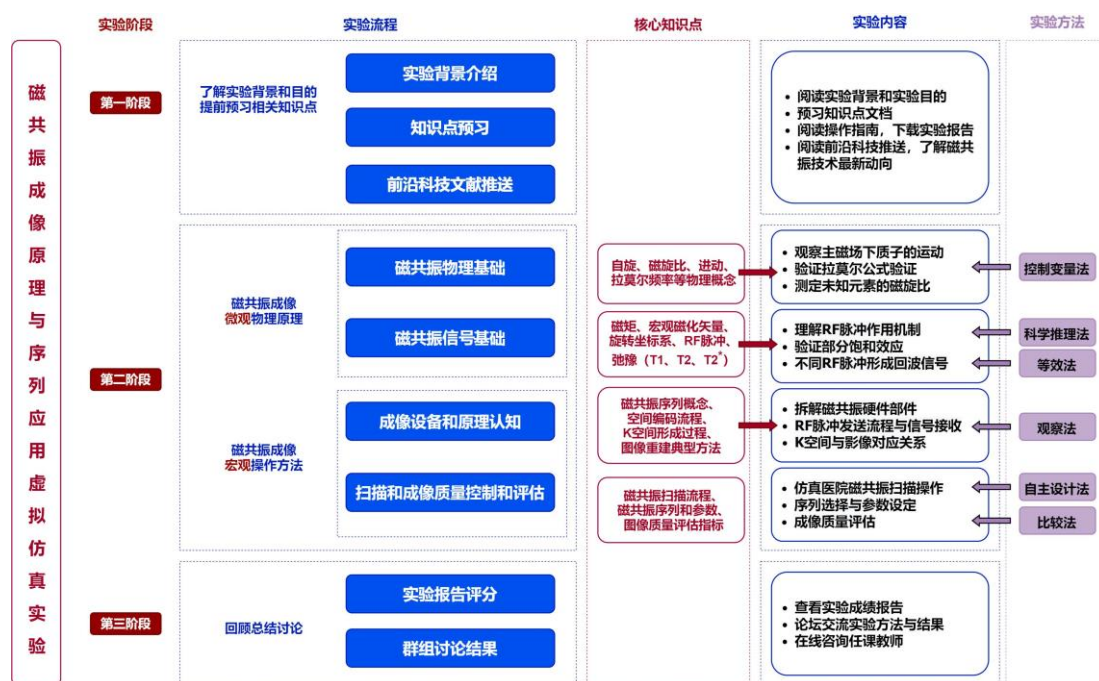 实验阶段
实验流程
核心知识点
实验内容
实验方法
磁共振成像原理与序列应用虚拟仿真实验
第一阶段
了解实验背景和目的
提前预习相关知识点
实验背景介绍
知识点预习
前沿科技文献推送
• 阅读实验背景和实验目的
• 预习知识点文档
• 阅读操作指南，下载实验报告
• 阅读前沿科技推送，了解磁共
振技术最新动向
第二阶段
磁共振成像
微观物理原理
磁共振物理基础
自旋、磁旋比、进动、
拉莫尔频率等物理概念
• 观察主磁场下质子的运动
• 验证拉莫尔公式验证
• 测定未知元素的磁旋比
控制变量法
磁共振信号基础
磁矩、宏观磁化矢量、
旋转坐标系、RF脉冲、
弛豫（T1、T2、T2*）
• 理解RF脉冲作用机制
• 验证部分饱和效应
• 不同RF脉冲形成回波信号
科学推理法
等效法
磁共振成像
宏观操作方法
成像设备和原理认知
磁共振序列概念、
空间编码流程、
K空间形成过程、
图像重建典型方法
• 拆解磁共振硬件部件
• RF脉冲发送流程与信号接收
• K空间与影像对应关系
观察法
扫描和成像质量控制和评估
磁共振扫描流程、
磁共振序列和参数、
图像质量评估指标
• 仿真医院磁共振扫描操作
• 序列选择与参数设定
• 成像质量评估
自主设计法
比较法
第三阶段
回顾总结讨论
实验报告评分
群组讨论结果
• 查看实验成绩报告
• 论坛交流实验方法与结果
• 在线咨询任课教师